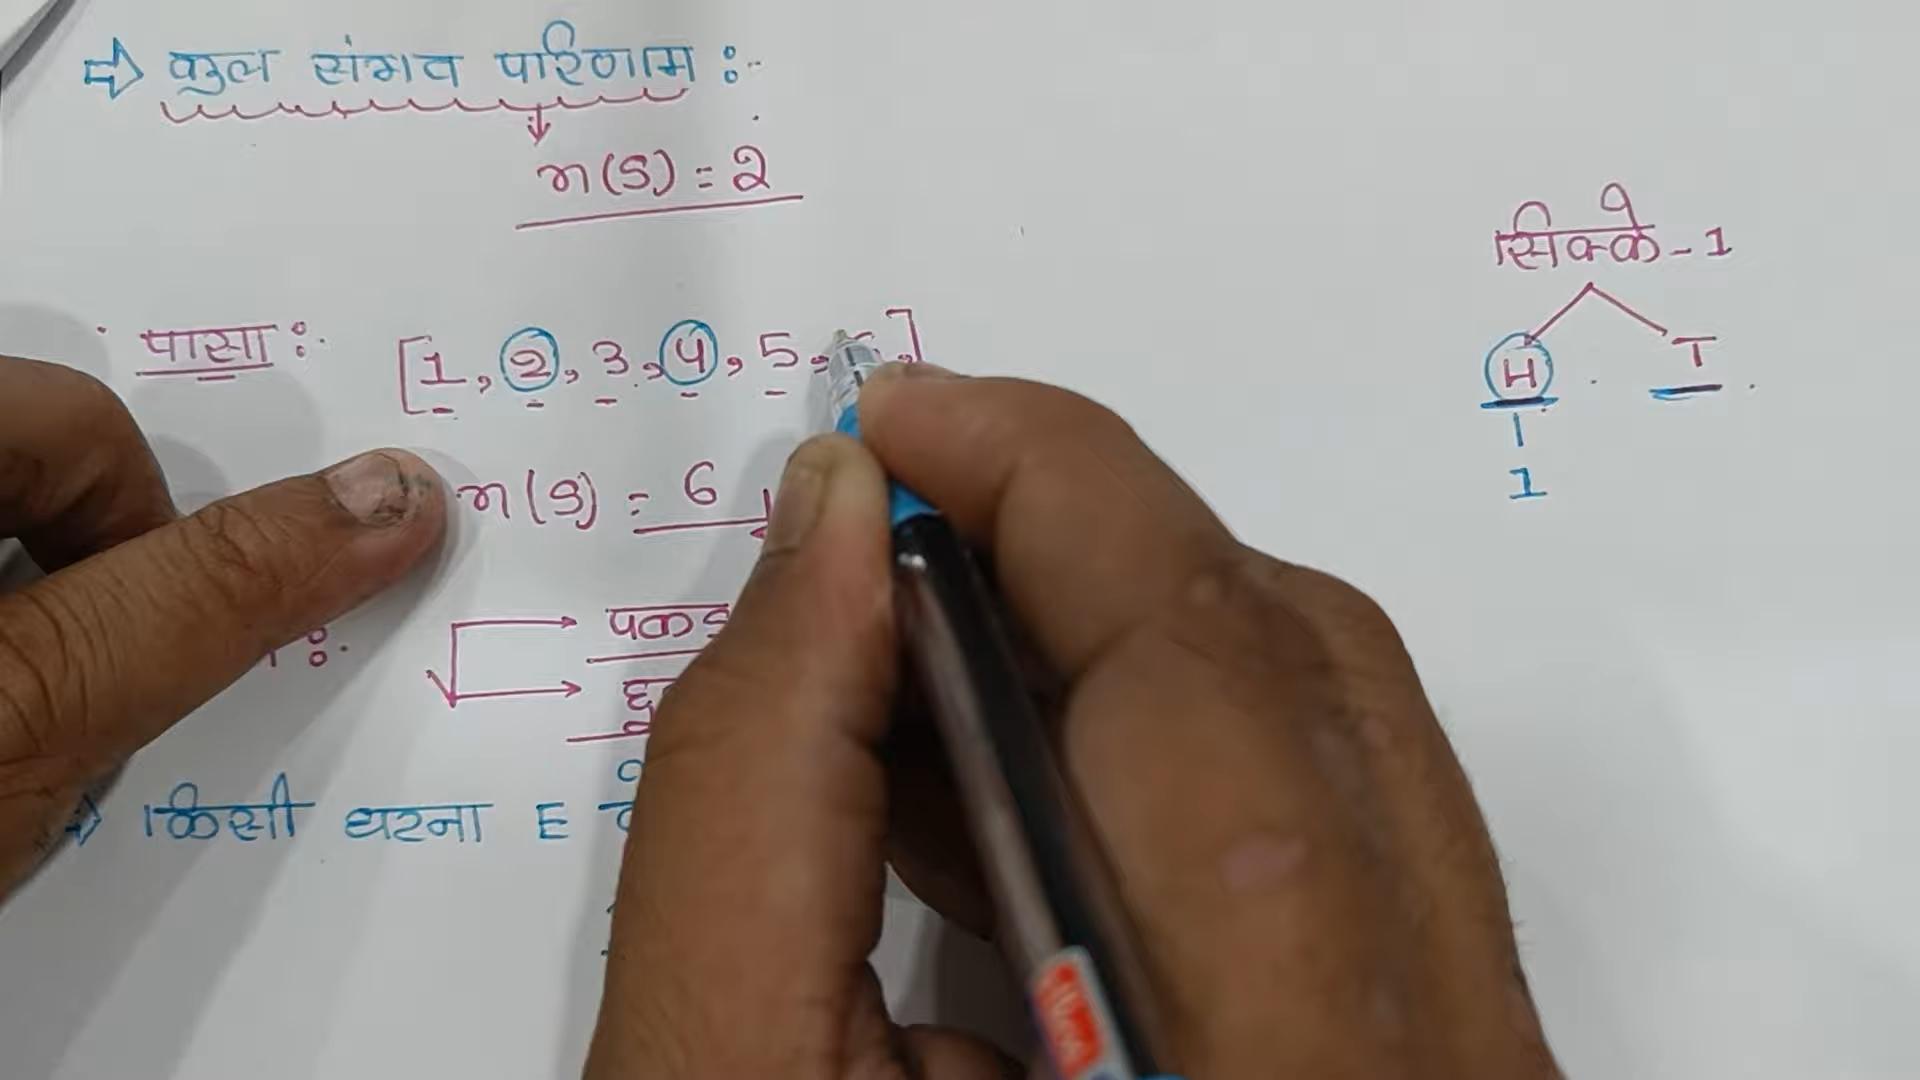 ⇒ कुल संभव परिणाम :-
n(S) = 2
सिक्के - 1
पासा :- [1, 2, 3, 4, 5,
H T
1
n(S) = 6
किसी घटना E